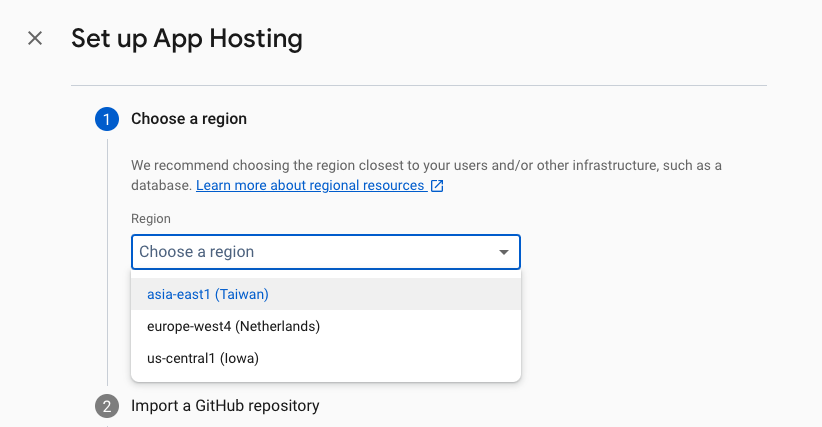 Set up App Hosting
1
Choose a region
We recommend choosing the region closest to your users and/or other infrastructure, such as a
database. Learn more about regional resources
Region
Choose a region
asia-east1 (Taiwan)
europe-west4 (Netherlands)
us-central1 (Iowa)
2
Import a GitHub repository